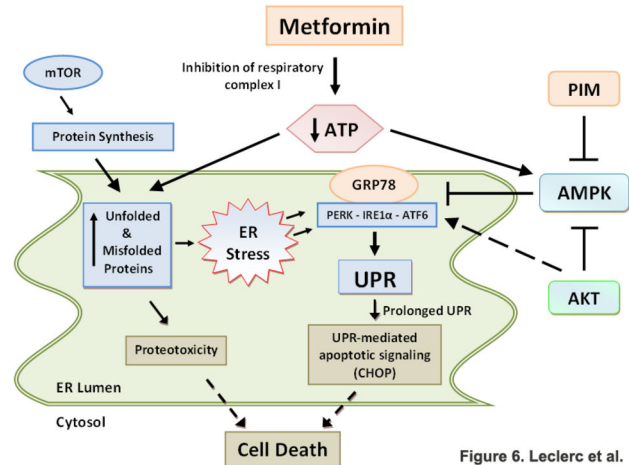 Metformin
Inhibition of respiratory
complex I
mTOR
PIM
Protein Synthesis
ATP
GRP78
AMPK
PERK - IRE1α - ATF6
Unfolded
&
Misfolded
Proteins
ER
Stress
UPR
AKT
Prolonged UPR
Proteotoxicity
UPR-mediated
apoptotic signaling
(CHOP)
ER Lumen
Cytosol
Cell Death
Figure 6. Leclerc et al.